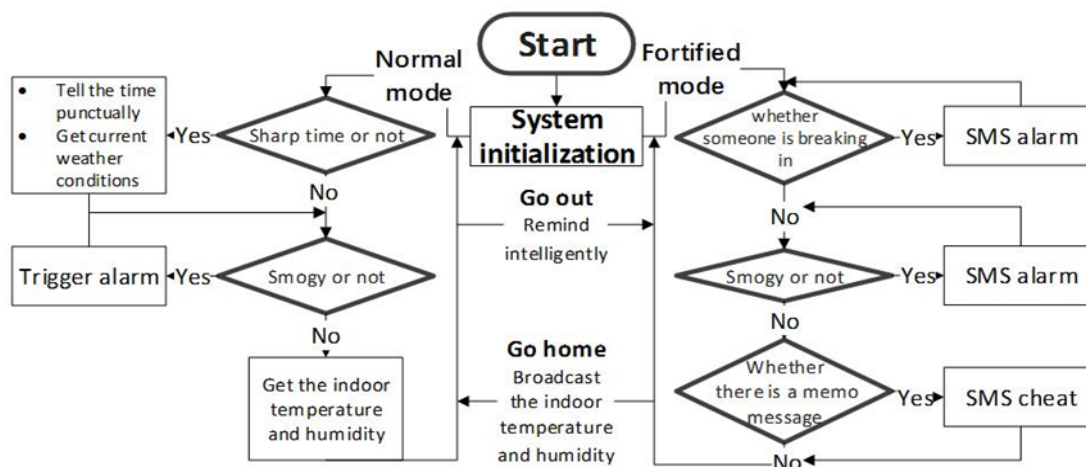 Start
Normal
mode
Fortified
mode
System
initialization
• Tell the time
punctually
• Get current
weather
conditions
Yes
Sharp time or not
No
Trigger alarm
Yes
Smogy or not
No
Get the indoor
temperature
and humidity
Go out
Remind
intelligently
Go home
Broadcast
the indoor
temperature
and humidity
whether
someone is breaking
in
Yes
SMS alarm
No
Smogy or not
Yes
SMS alarm
No
Whether
there is a memo
message
Yes
SMS cheat
No